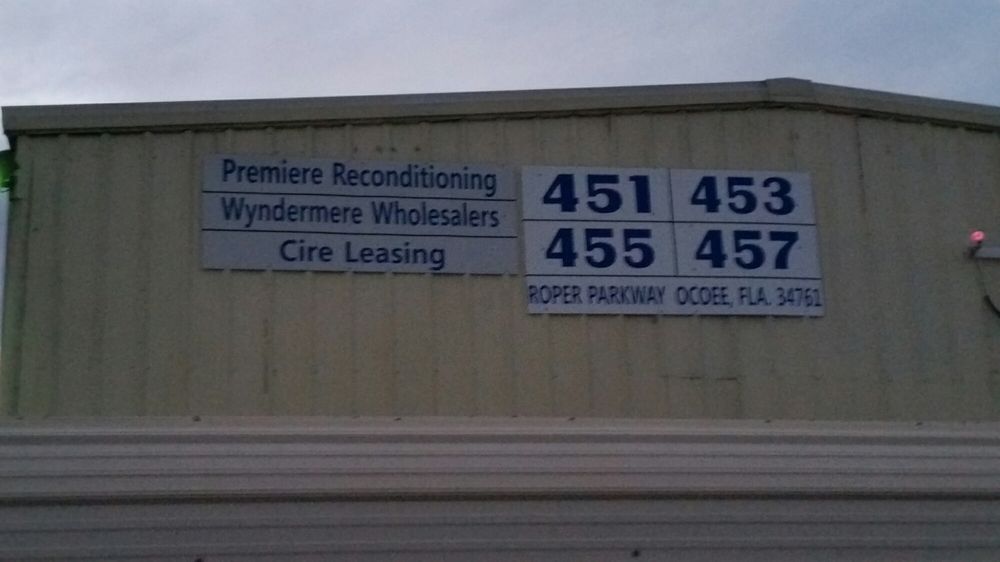 Premiere Reconditioning
Wyndermere Wholesalers
Cire Leasing
451 453
455 457
ROPER PARKWAY OCOEE, FLA. 34761